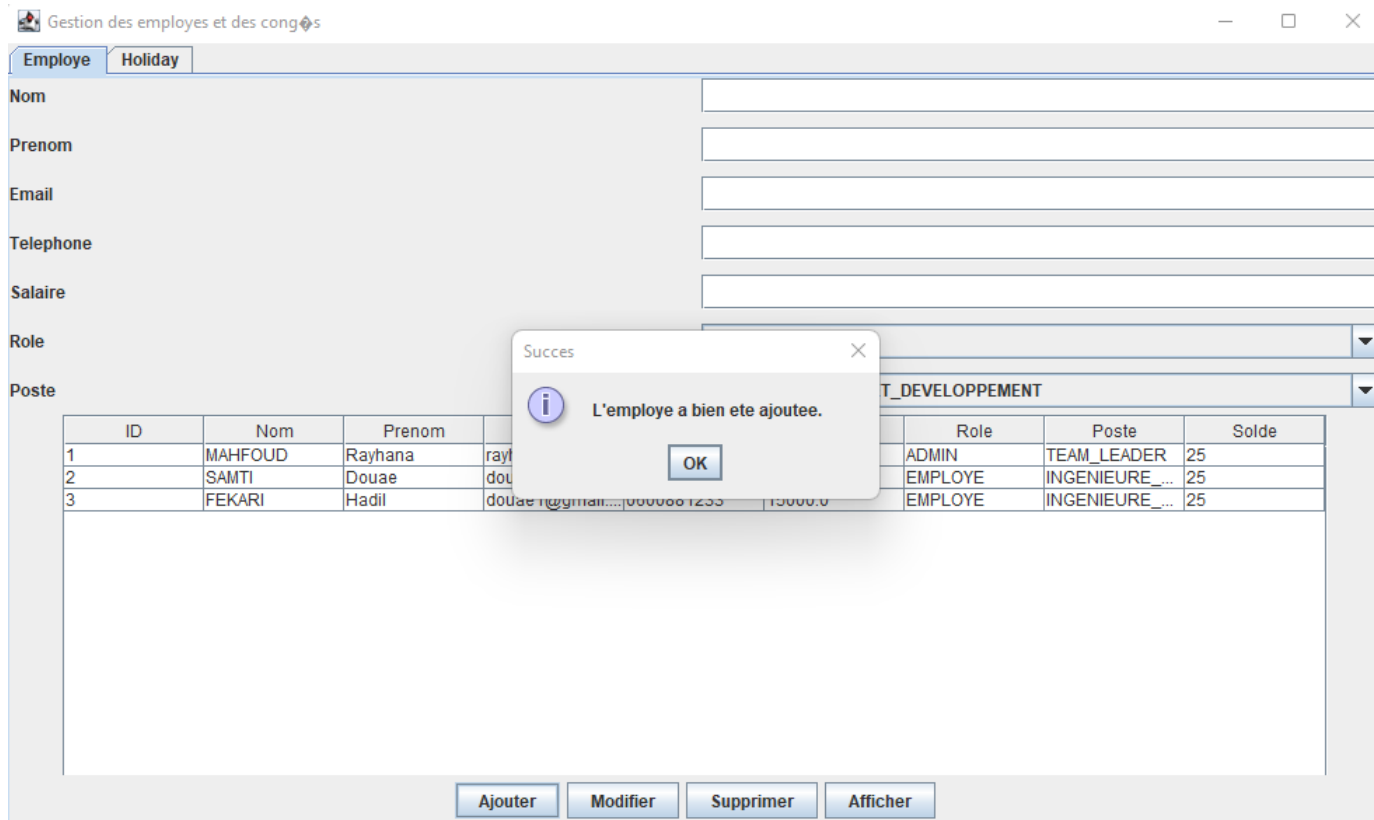 Gestion des employes et des cong�s
Employe Holiday
Nom
Prenom
Email
Telephone
Salaire
Role
Poste T_DEVELOPPEMENT
Succes
L'employe a bien ete ajoutee.
OK
ID Nom Prenom Role Poste Solde
1 MAHFOUD Rayhana ADMIN TEAM_LEADER 25
2 SAMTI Douae EMPLOYE INGENIEURE_... 25
3 FEKARI Hadil EMPLOYE INGENIEURE_... 25
Ajouter Modifier Supprimer Afficher